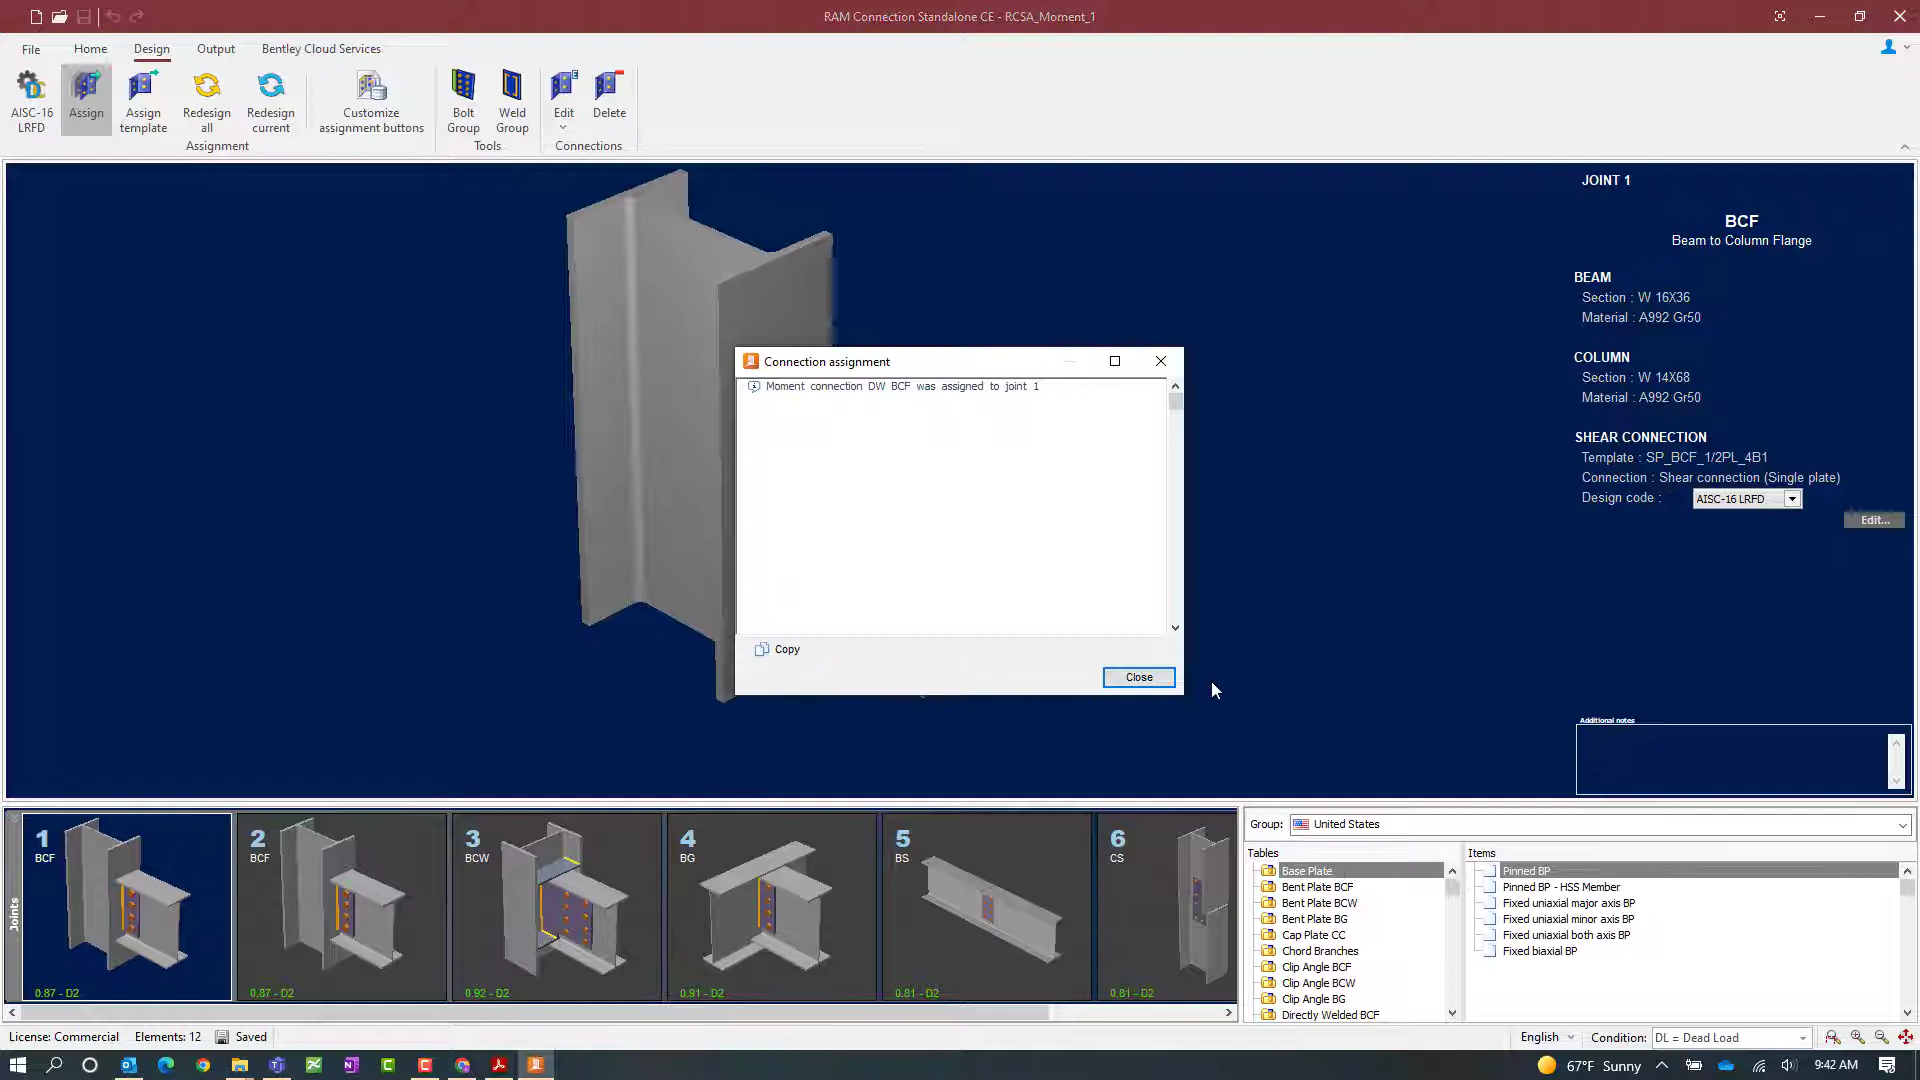 RAM Connection Standalone CE - RCSA_Moment_1
File
Home
Design
Output
Bentley Cloud Services
AISC-16
LRFD
Assign
Assign
template
Redesign
all
Redesign
current
Customize
assignment buttons
Bolt
Group
Weld
Group
Edit
Delete
Assignment
Tools
Connections
JOINT 1
BCF
Beam to Column Flange
BEAM
Section : W 16X36
Material : A992 Gr50
COLUMN
Section : W 14X68
Material : A992 Gr50
SHEAR CONNECTION
Template : SP_BCF_1/2PL_4B1
Connection : Shear connection (Single plate)
Design code :
AISC-16 LRFD
Edit...
Additional notes
Connection assignment
Moment connection DW BCF was assigned to joint 1
Copy
Close
Joints
1
BCF
0.87 - D2
2
BCF
0.87 - D2
3
BCW
0.92 - D2
4
BG
0.91 - D2
5
BS
0.81 - D2
6
CS
0.81 - D2
Group:
United States
Tables
Base Plate
Bent Plate BCF
Bent Plate BCW
Bent Plate BG
Cap Plate CC
Chord Branches
Clip Angle BCF
Clip Angle BCW
Clip Angle BG
Directly Welded BCF
Items
Pinned BP
Pinned BP - HSS Member
Fixed uniaxial major axis BP
Fixed uniaxial minor axis BP
Fixed uniaxial both axis BP
Fixed biaxial BP
License: Commercial
Elements: 12
Saved
English
Condition:
DL = Dead Load
67°F Sunny
9:42 AM